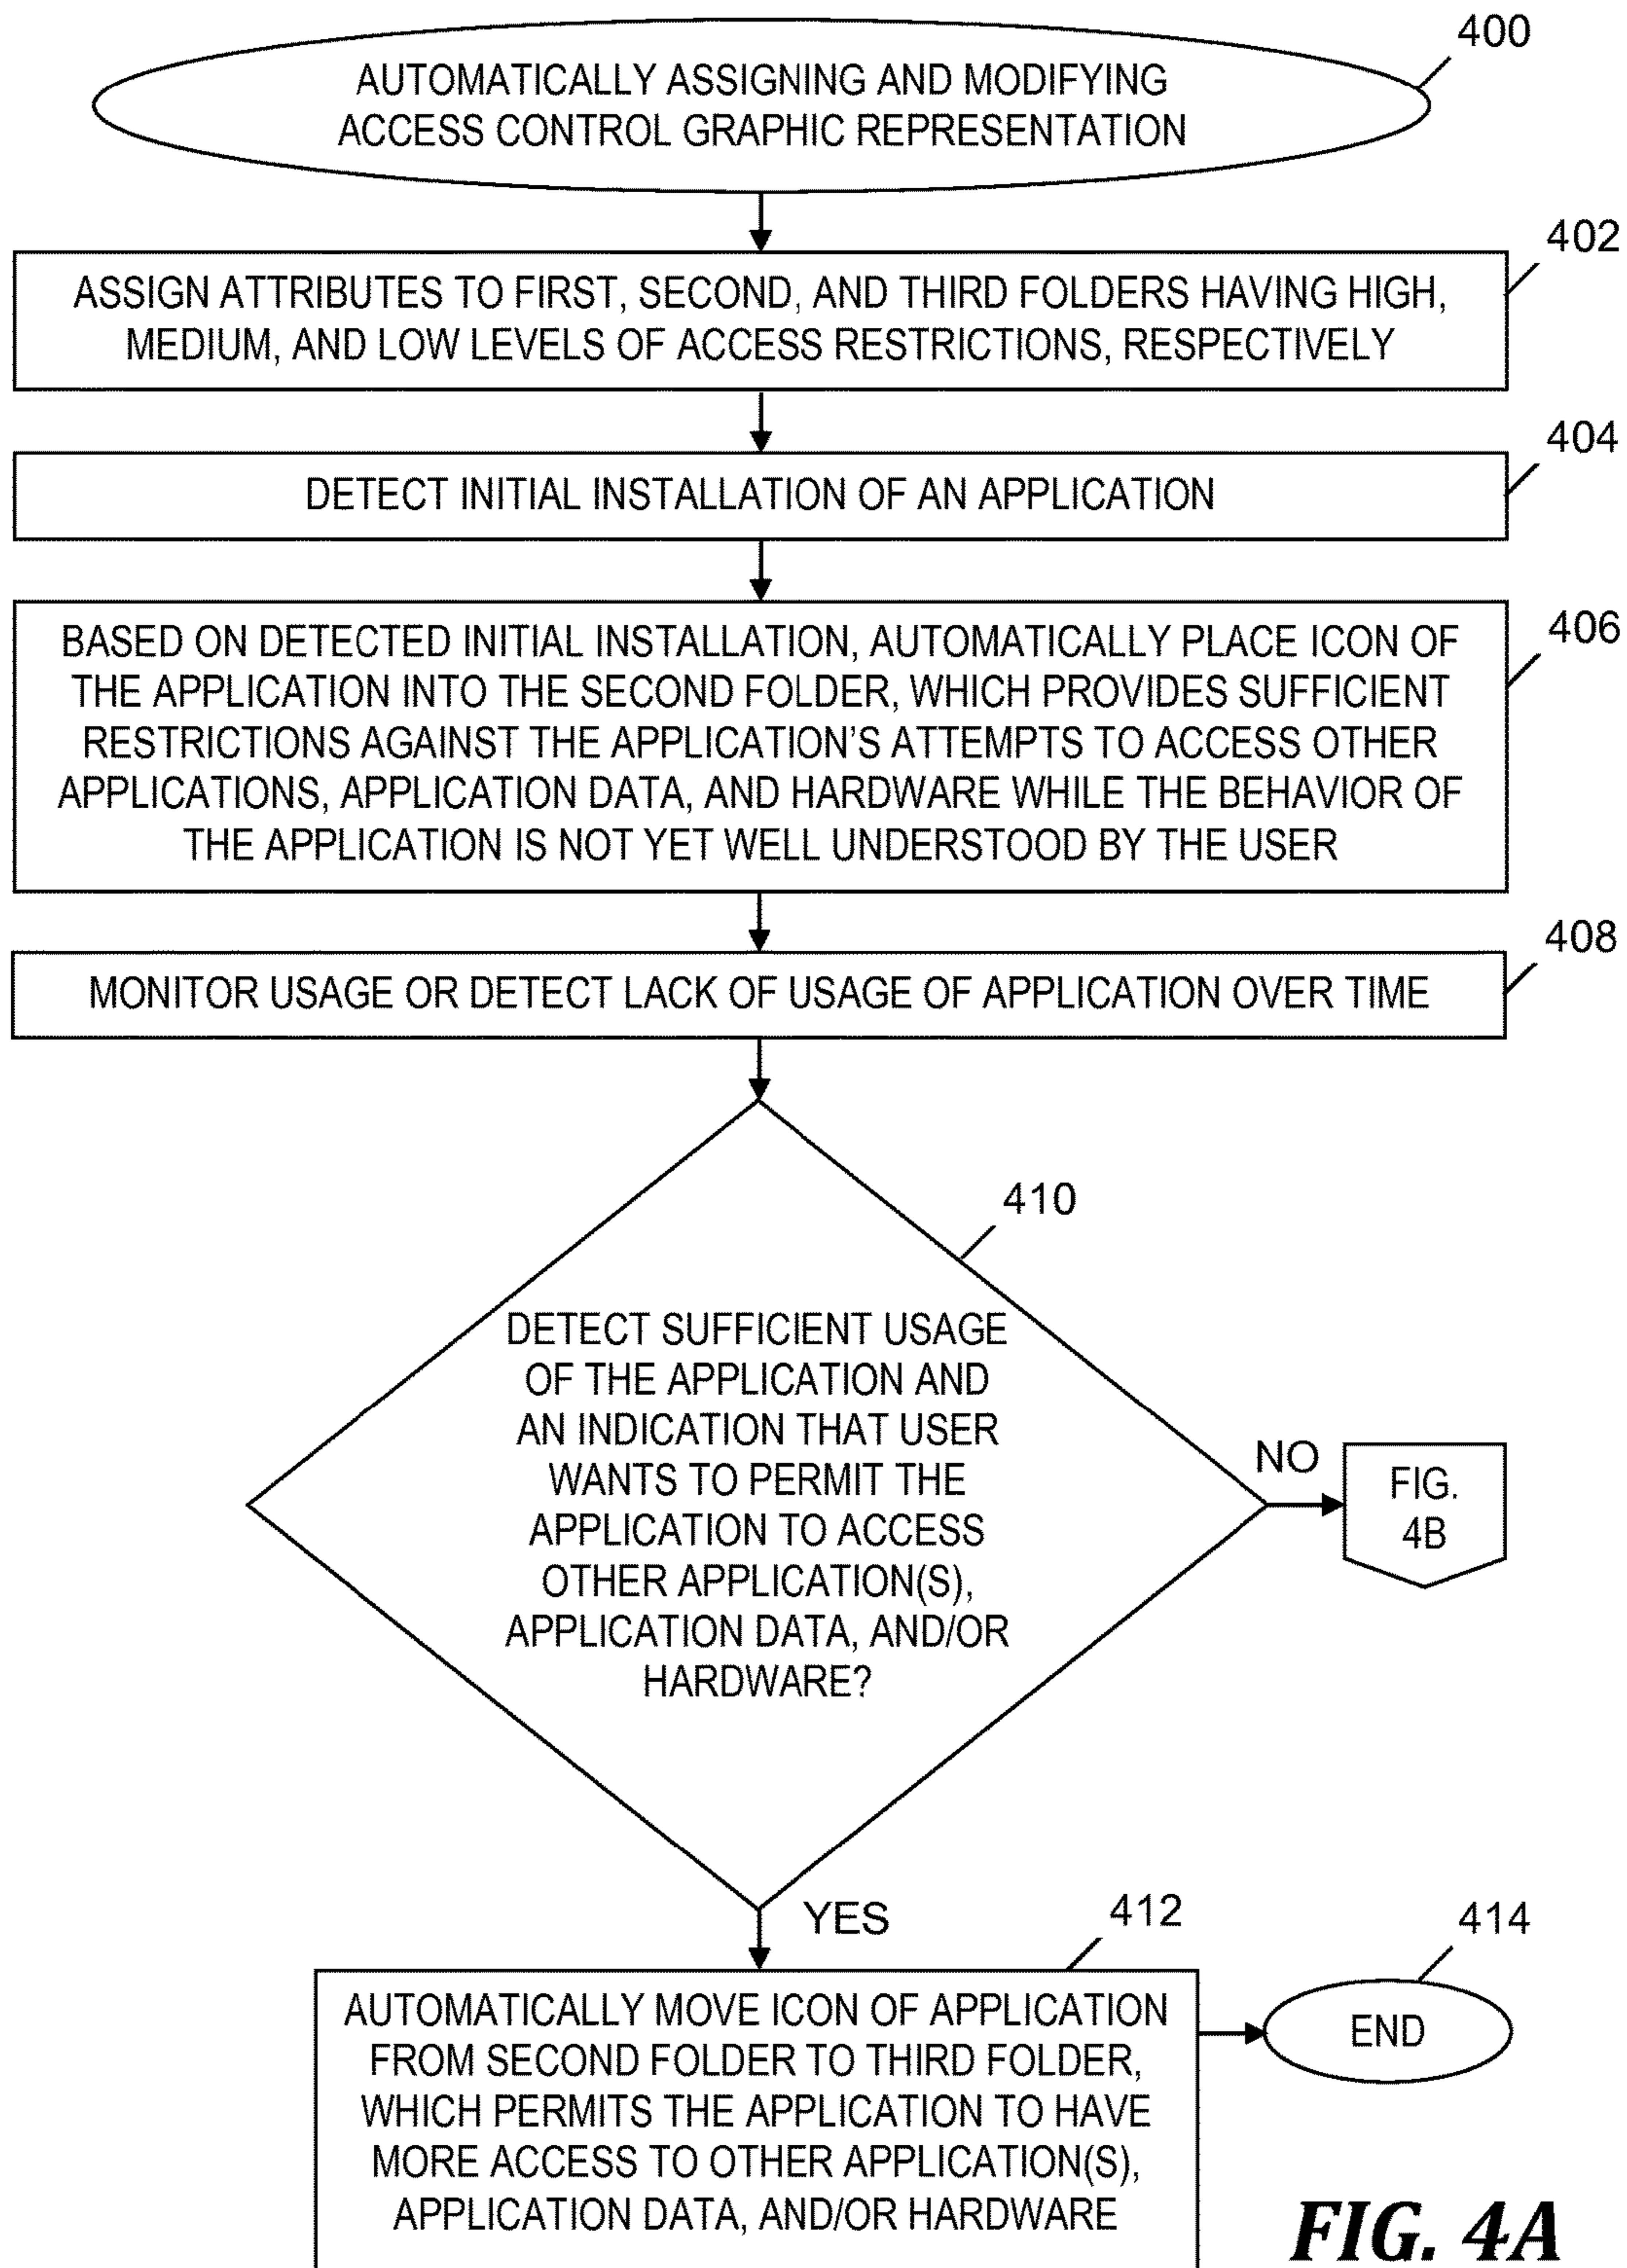 400
AUTOMATICALLY ASSIGNING AND MODIFYING
ACCESS CONTROL GRAPHIC REPRESENTATION
402
ASSIGN ATTRIBUTES TO FIRST, SECOND, AND THIRD FOLDERS HAVING HIGH,
MEDIUM, AND LOW LEVELS OF ACCESS RESTRICTIONS, RESPECTIVELY
404
DETECT INITIAL INSTALLATION OF AN APPLICATION
406
BASED ON DETECTED INITIAL INSTALLATION, AUTOMATICALLY PLACE ICON OF
THE APPLICATION INTO THE SECOND FOLDER, WHICH PROVIDES SUFFICIENT
RESTRICTIONS AGAINST THE APPLICATION'S ATTEMPTS TO ACCESS OTHER
APPLICATIONS, APPLICATION DATA, AND HARDWARE WHILE THE BEHAVIOR OF
THE APPLICATION IS NOT YET WELL UNDERSTOOD BY THE USER
408
MONITOR USAGE OR DETECT LACK OF USAGE OF APPLICATION OVER TIME
410
DETECT SUFFICIENT USAGE
OF THE APPLICATION AND
AN INDICATION THAT USER
WANTS TO PERMIT THE
APPLICATION TO ACCESS
OTHER APPLICATION(S),
APPLICATION DATA, AND/OR
HARDWARE?
NO
FIG.
4B
YES
412
AUTOMATICALLY MOVE ICON OF APPLICATION
FROM SECOND FOLDER TO THIRD FOLDER,
WHICH PERMITS THE APPLICATION TO HAVE
MORE ACCESS TO OTHER APPLICATION(S),
APPLICATION DATA, AND/OR HARDWARE
414
END
FIG. 4A